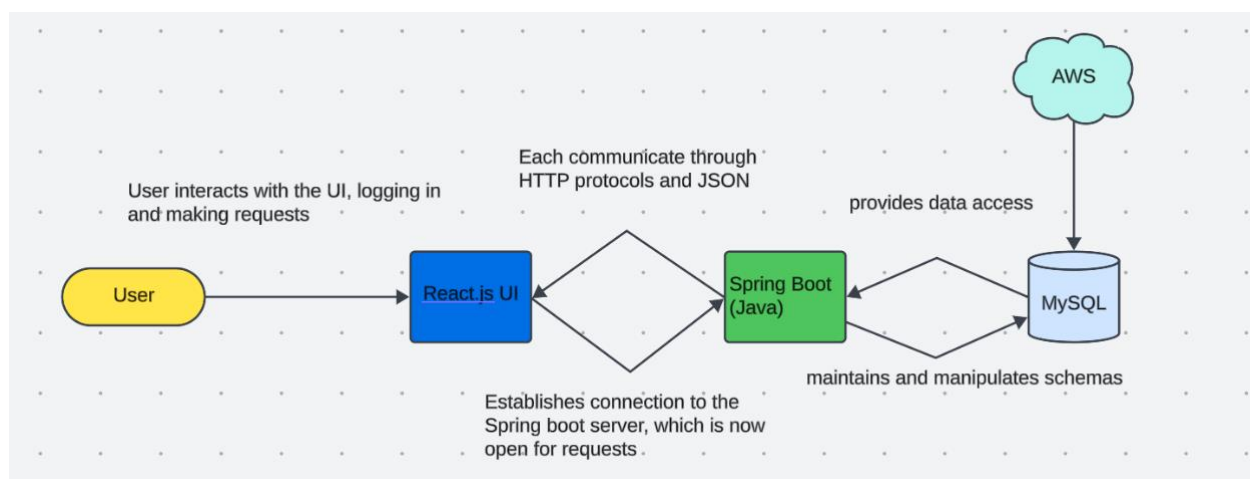 AWS
Each communicate through
HTTP protocols and JSON
User interacts with the UI, logging in
and making requests
provides data access
User
React.js UI
Spring Boot
(Java)
MySQL
maintains and manipulates schemas
Establishes connection to the
Spring boot server, which is now
open for requests